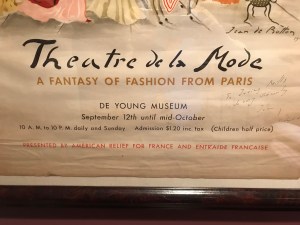 Jean de Botton
Theatre de la Mode
A FANTASY OF FASHION FROM PARIS
DE YOUNG MUSEUM
September 12th until mid-October
10 A.M. to 10 P.M. daily and Sunday Admission $1.20 inc. tax (Children half price)
PRESENTED BY AMERICAN RELIEF FOR FRANCE AND ENTR'AIDE FRANCAISE